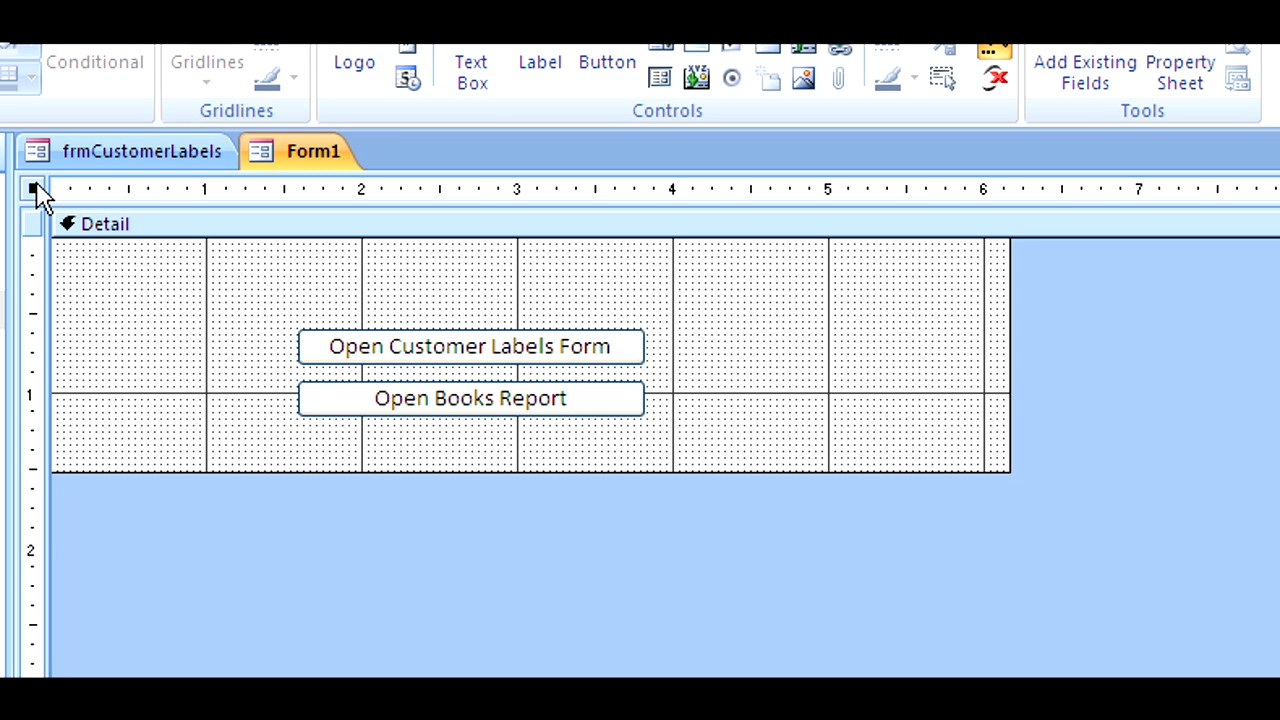 Conditional
Gridlines
Logo
Text Box
Label
Button
Add Existing Fields
Property Sheet
Gridlines
Controls
Tools
frmCustomerLabels
Form1
1 2 3 4 5 6 7
Detail
Open Customer Labels Form
Open Books Report
1
2